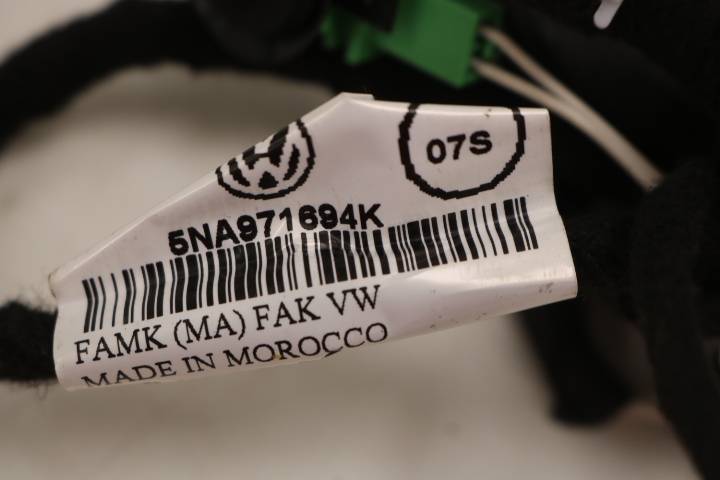 07S
5NA971694K
FAMK (MA) FAK VW
MADE IN MOROCCO